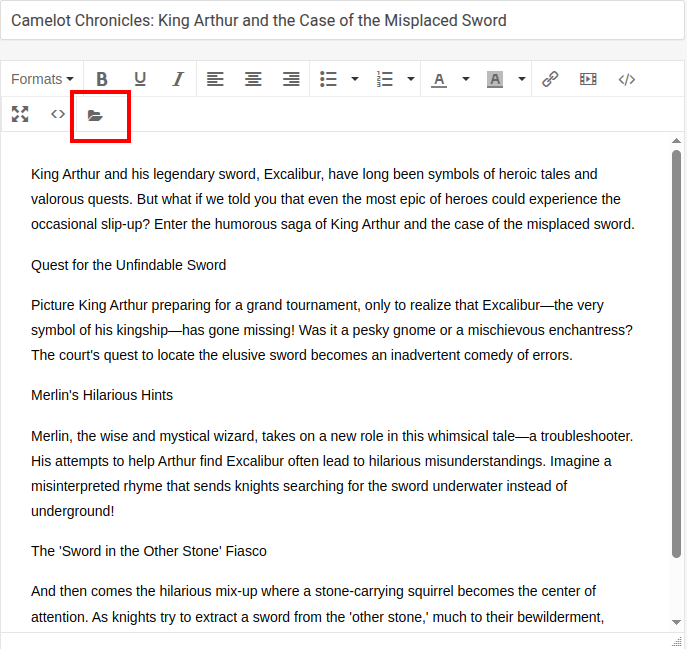 Camelot Chronicles: King Arthur and the Case of the Misplaced Sword
Formats B U I A A
King Arthur and his legendary sword, Excalibur, have long been symbols of heroic tales and
valorous quests. But what if we told you that even the most epic of heroes could experience the
occasional slip-up? Enter the humorous saga of King Arthur and the case of the misplaced sword.
Quest for the Unfindable Sword
Picture King Arthur preparing for a grand tournament, only to realize that Excalibur—the very
symbol of his kingship—has gone missing! Was it a pesky gnome or a mischievous enchantress?
The court's quest to locate the elusive sword becomes an inadvertent comedy of errors.
Merlin's Hilarious Hints
Merlin, the wise and mystical wizard, takes on a new role in this whimsical tale—a troubleshooter.
His attempts to help Arthur find Excalibur often lead to hilarious misunderstandings. Imagine a
misinterpreted rhyme that sends knights searching for the sword underwater instead of
underground!
The 'Sword in the Other Stone' Fiasco
And then comes the hilarious mix-up where a stone-carrying squirrel becomes the center of
attention. As knights try to extract a sword from the 'other stone,' much to their bewilderment,